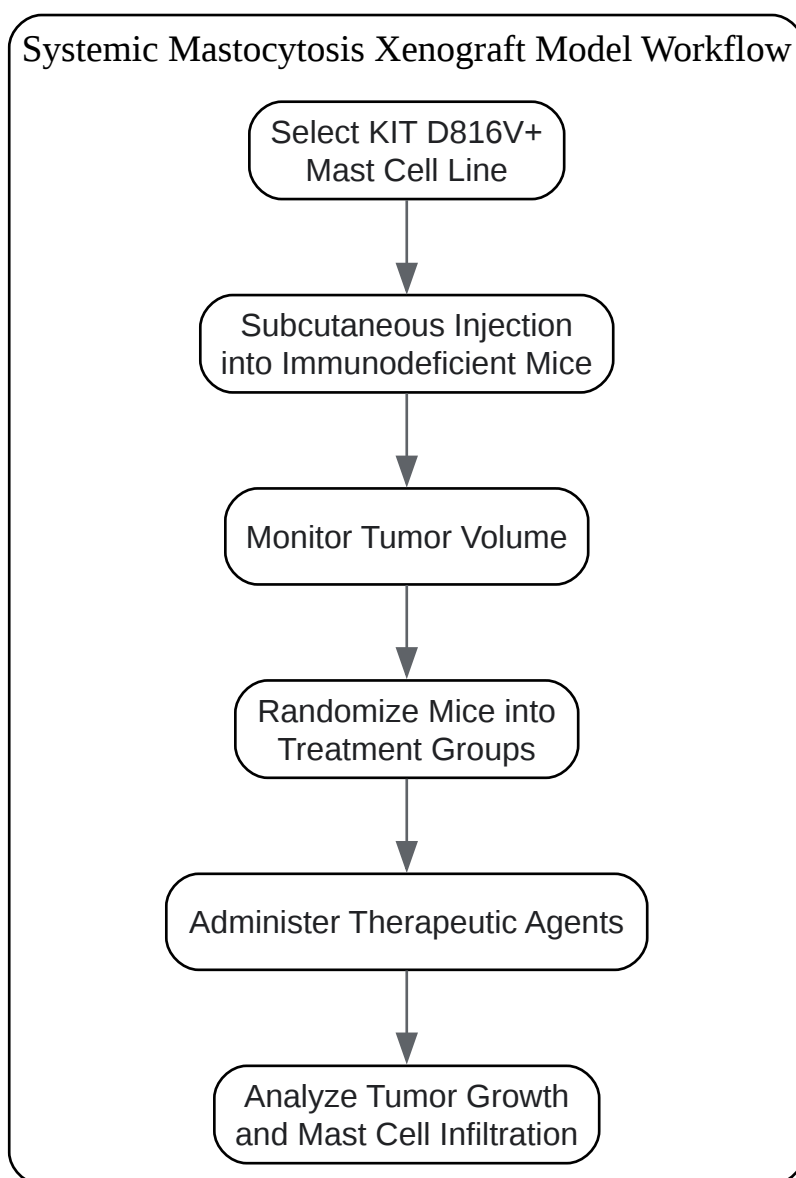 Systemic Mastocytosis Xenograft Model Workflow
Select KIT D816V+
Mast Cell Line
Subcutaneous Injection
into Immunodeficient Mice
Monitor Tumor Volume
Randomize Mice into
Treatment Groups
Administer Therapeutic Agents
Analyze Tumor Growth
and Mast Cell Infiltration